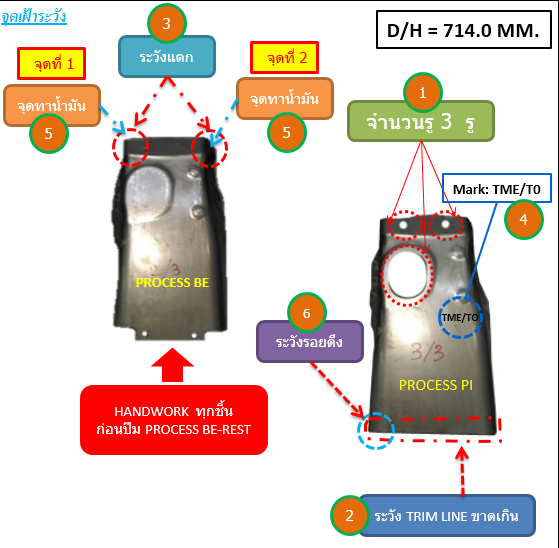 จุดเฝ้าระวัง
3
D/H = 714.0 MM.
จุดที่ 1
ระวังแตก
จุดที่ 2
จุดทาน้ำมัน
จุดทาน้ำมัน
5
5
1
จำนวนรู 3 รู
Mark: TME/T0
4
2/3
PROCESS BE
TME/TO
6
ระวังรอยดึง
3/3
PROCESS PI
HANDWORK ทุกชิ้น
ก่อนปั๊ม PROCESS BE-REST
2
ระวัง TRIM LINE ขาดเกิน